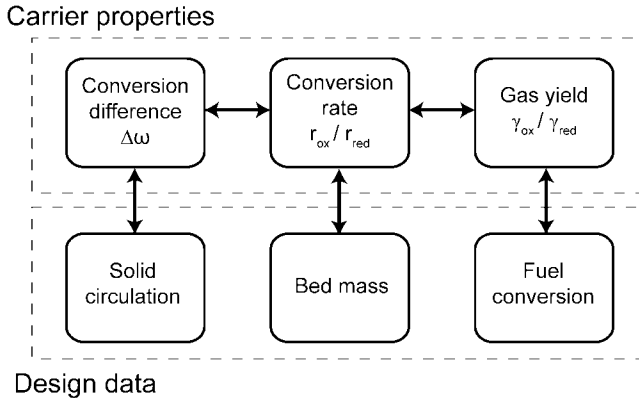 Carrier properties
Conversion
difference
Δω
Conversion
rate
r_ox / r_red
Gas yield
γ_ox / γ_red
Solid
circulation
Bed mass
Fuel
conversion
Design data